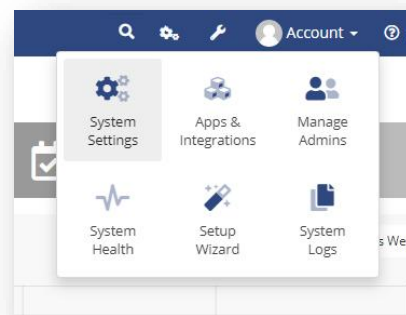 Account
System
Settings
Apps &
Integrations
Manage
Admins
System
Health
Setup
Wizard
System
Logs
s We